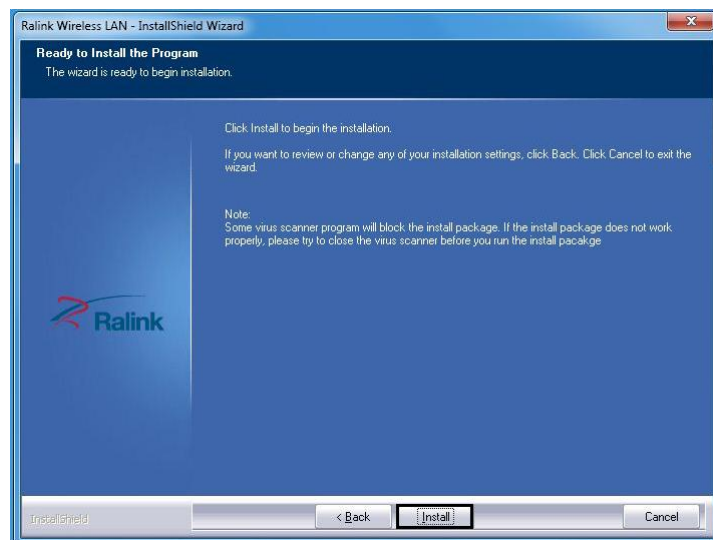 Ralink Wireless LAN - InstallShield Wizard
Ready to Install the Program
The wizard is ready to begin installation.
Click Install to begin the installation.
If you want to review or change any of your installation settings, click Back. Click Cancel to exit the
wizard.
Note:
Some virus scanner program will block the install package. If the install package does not work
properly, please try to close the virus scanner before you run the install pacakge
Ralink
InstallShield
< Back
Install
Cancel